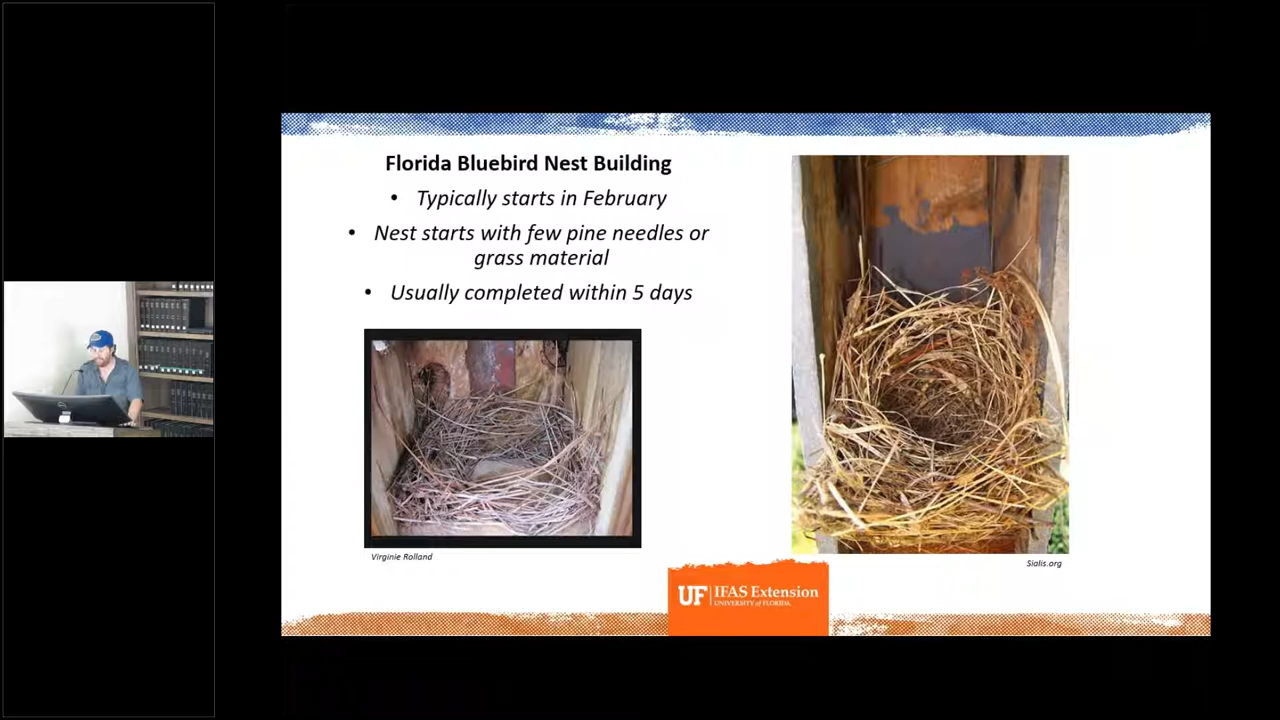 Florida Bluebird Nest Building
• Typically starts in February
• Nest starts with few pine needles or
grass material
• Usually completed within 5 days
Virginie Rolland
Sialis.org
UF IFAS Extension
UNIVERSITY of FLORIDA